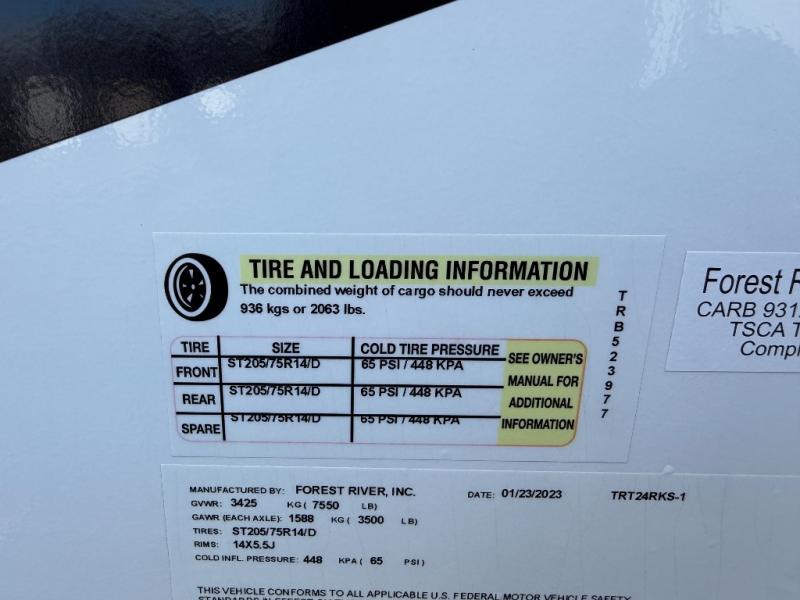 TIRE AND LOADING INFORMATION
The combined weight of cargo should never exceed
936 kgs or 2063 lbs.
TIRE SIZE COLD TIRE PRESSURE SEE OWNER'S MANUAL FOR ADDITIONAL INFORMATION
FRONT ST205/75R14/D 65 PSI / 448 KPA
REAR ST205/75R14/D 65 PSI / 448 KPA
SPARE ST205/75R14/D 65 PSI / 448 KPA
TRB523977
Forest R
CARB 931
TSCA T
Compl
MANUFACTURED BY: FOREST RIVER, INC. DATE: 01/23/2023 TRT24RKS-1
GVWR: 3425 KG ( 7550 LB)
GAWR (EACH AXLE): 1588 KG ( 3500 LB)
TIRES: ST205/75R14/D
RIMS: 14X5.5J
COLD INFL. PRESSURE: 448 KPA ( 65 PSI)
THIS VEHICLE CONFORMS TO ALL APPLICABLE U.S. FEDERAL MOTOR VEHICLE SAFETY